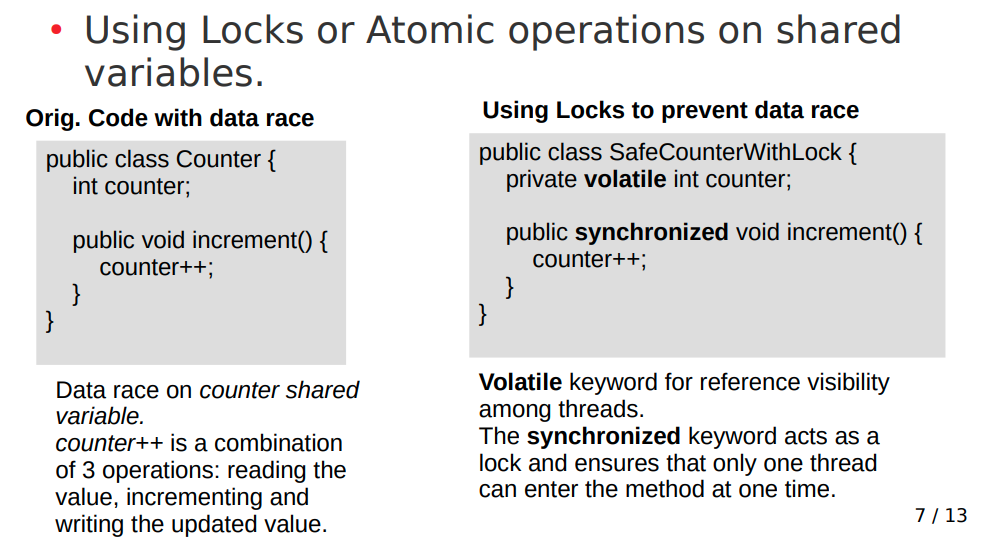 • Using Locks or Atomic operations on shared
variables.
Orig. Code with data race
public class Counter {
int counter;
public void increment() {
counter++;
}
}
Data race on counter shared
variable.
counter++ is a combination
of 3 operations: reading the
value, incrementing and
writing the updated value.
Using Locks to prevent data race
public class SafeCounterWithLock {
private volatile int counter;
public synchronized void increment() {
counter++;
}
}
Volatile keyword for reference visibility
among threads.
The synchronized keyword acts as a
lock and ensures that only one thread
can enter the method at one time.
7 / 13